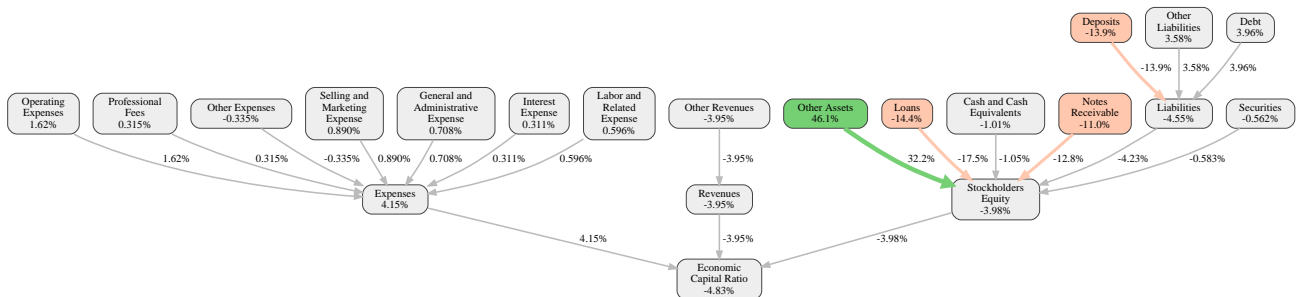 Deposits
-13.9%
Other
Liabilities
3.58%
Debt
3.96%
-13.9%
3.58%
3.96%
Operating
Expenses
1.62%
Professional
Fees
0.315%
Other Expenses
-0.335%
Selling and
Marketing
Expense
0.890%
General and
Administrative
Expense
0.708%
Interest
Expense
0.311%
Labor and
Related
Expense
0.596%
Other Revenues
-3.95%
Other Assets
46.1%
Loans
-14.4%
Cash and Cash
Equivalents
-1.01%
Notes
Receivable
-11.0%
Liabilities
-4.55%
Securities
-0.562%
1.62%
0.315%
-0.335%
0.890%
0.708%
0.311%
0.596%
-3.95%
32.2%
-17.5%
-1.05%
-12.8%
-4.23%
-0.583%
Expenses
4.15%
Revenues
-3.95%
Stockholders
Equity
-3.98%
4.15%
-3.95%
-3.98%
Economic
Capital Ratio
-4.83%